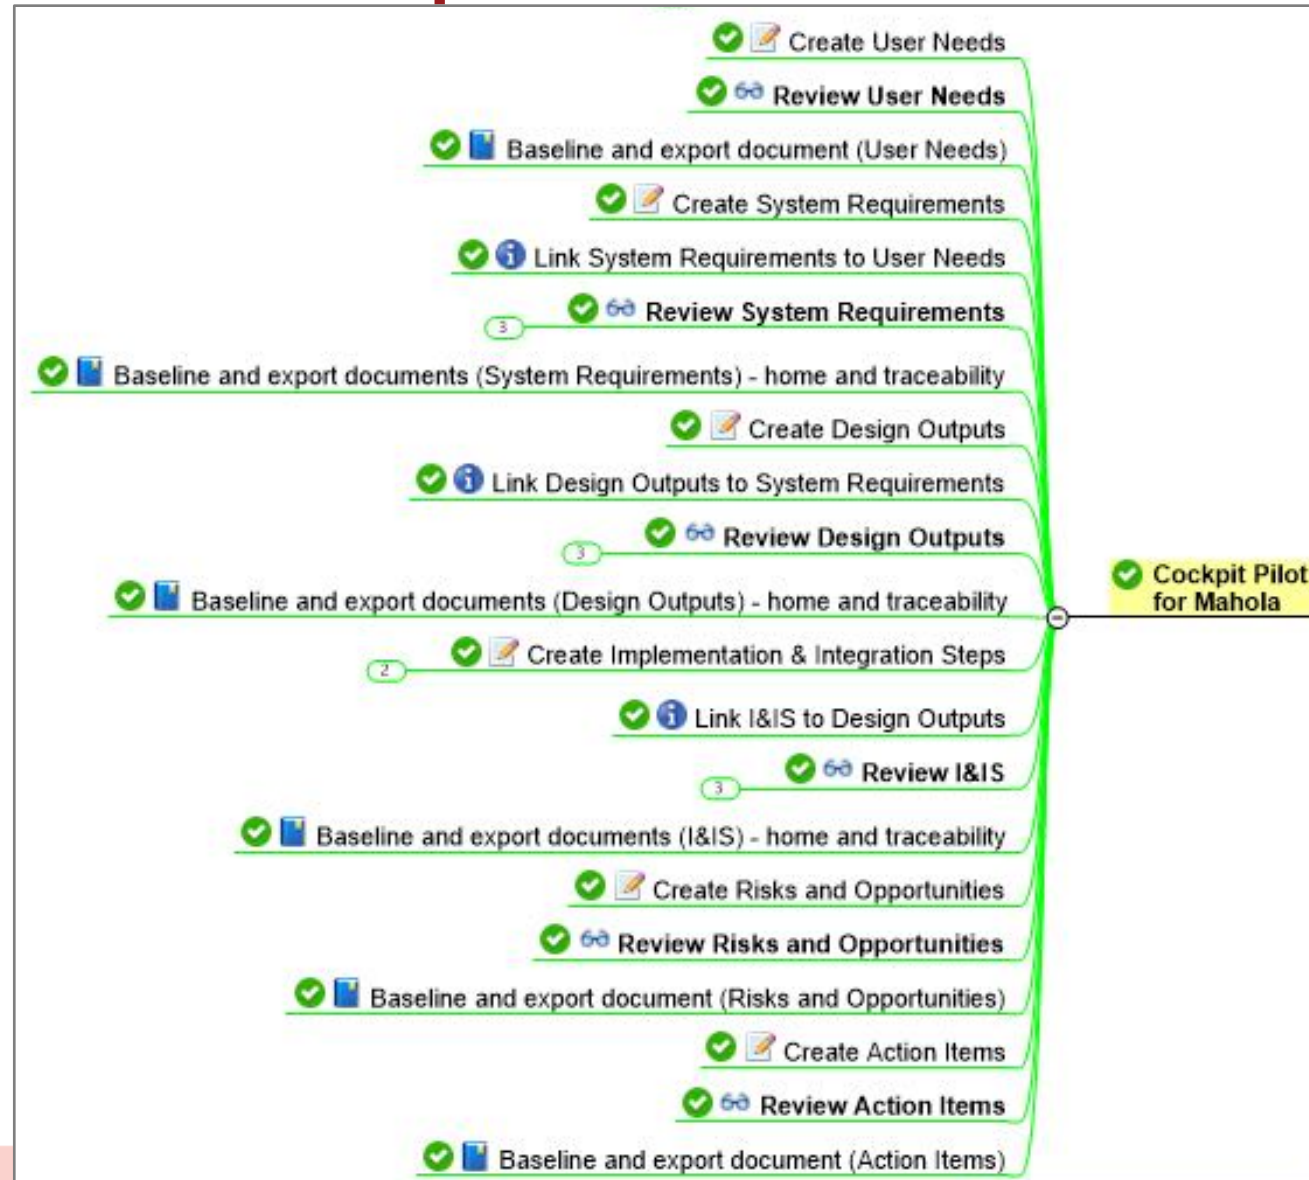 Create User Needs
Review User Needs
Baseline and export document (User Needs)
Create System Requirements
Link System Requirements to User Needs
Review System Requirements
3
Baseline and export documents (System Requirements) - home and traceability
Create Design Outputs
Link Design Outputs to System Requirements
Review Design Outputs
3
Baseline and export documents (Design Outputs) - home and traceability
Cockpit Pilot
for Mahola
Create Implementation & Integration Steps
2
Link I&IS to Design Outputs
Review I&IS
3
Baseline and export documents (I&IS) - home and traceability
Create Risks and Opportunities
Review Risks and Opportunities
Baseline and export document (Risks and Opportunities)
Create Action Items
Review Action Items
Baseline and export document (Action Items)